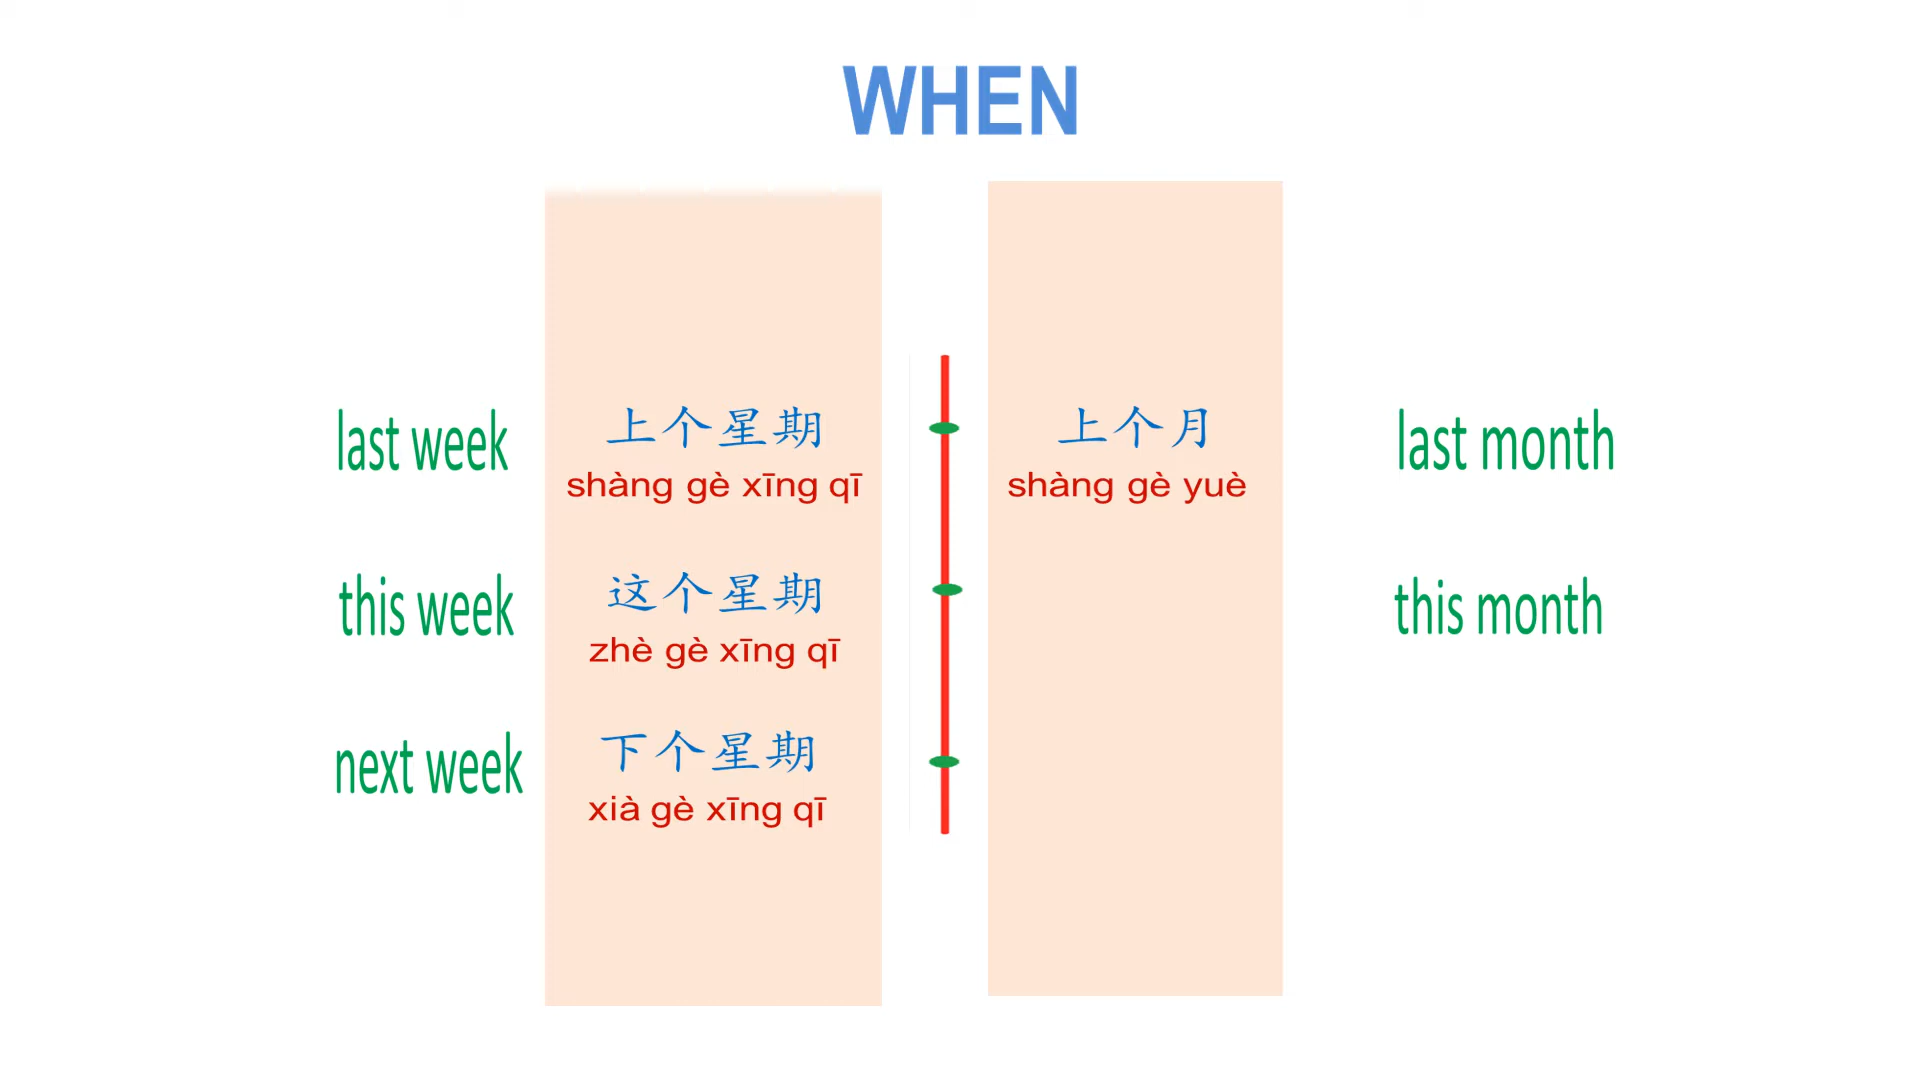 WHEN
last week
上个星期
shàng gè xīng qī
上个月
shàng gè yuè
last month
this week
这个星期
zhè gè xīng qī
this month
next week
下个星期
xià gè xīng qī